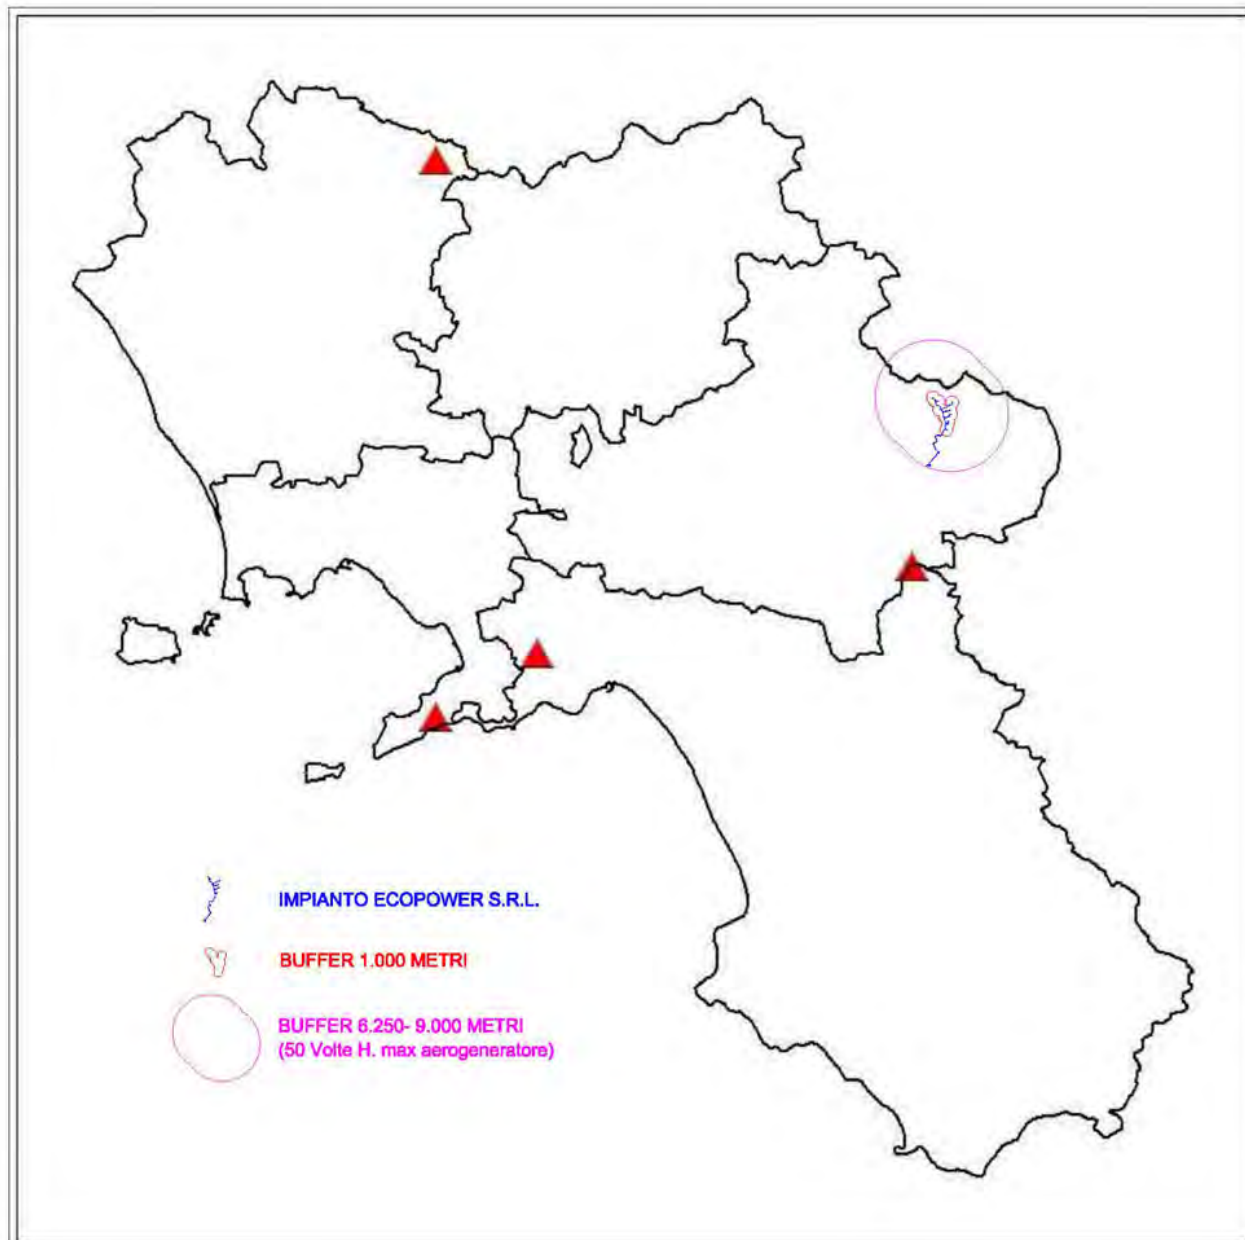 IMPIANTO ECOPOWER S.R.L.
BUFFER 1.000 METRI
BUFFER 6.250- 9.000 METRI
(50 Volte H. max aerogeneratore)